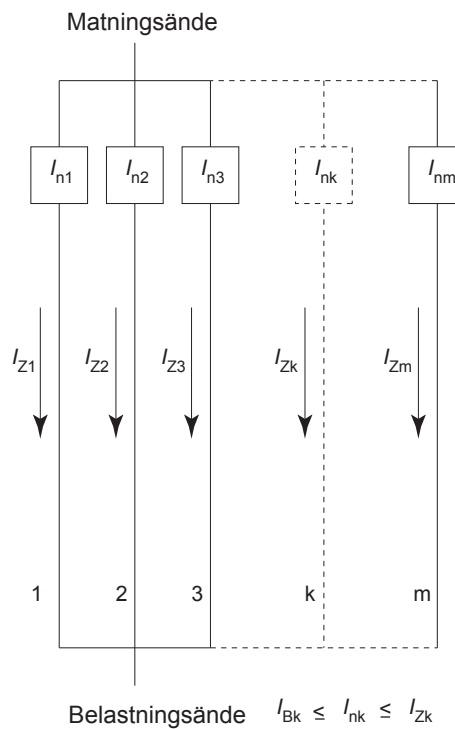 Matningsände
In1 In2 In3 Ink Inm
IZ1 IZ2 IZ3 IZk IZm
1 2 3 k m
Belastningsände IBk ≤ Ink ≤ IZk